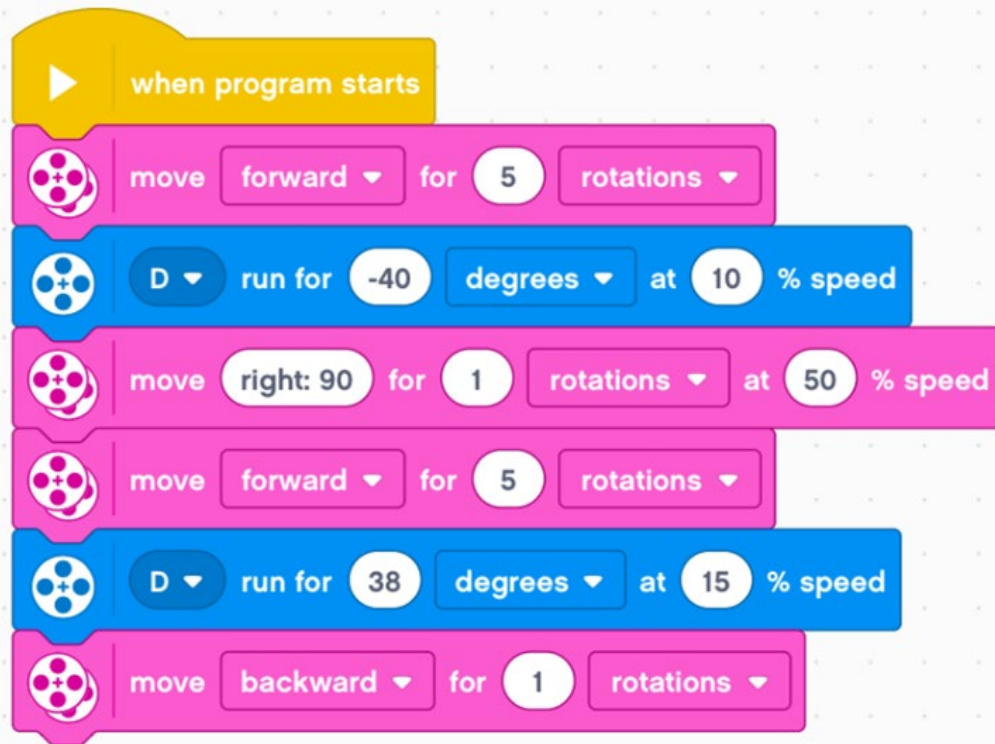 when program starts
move forward for 5 rotations
D run for -40 degrees at 10 % speed
move right: 90 for 1 rotations at 50 % speed
move forward for 5 rotations
D run for 38 degrees at 15 % speed
move backward for 1 rotations